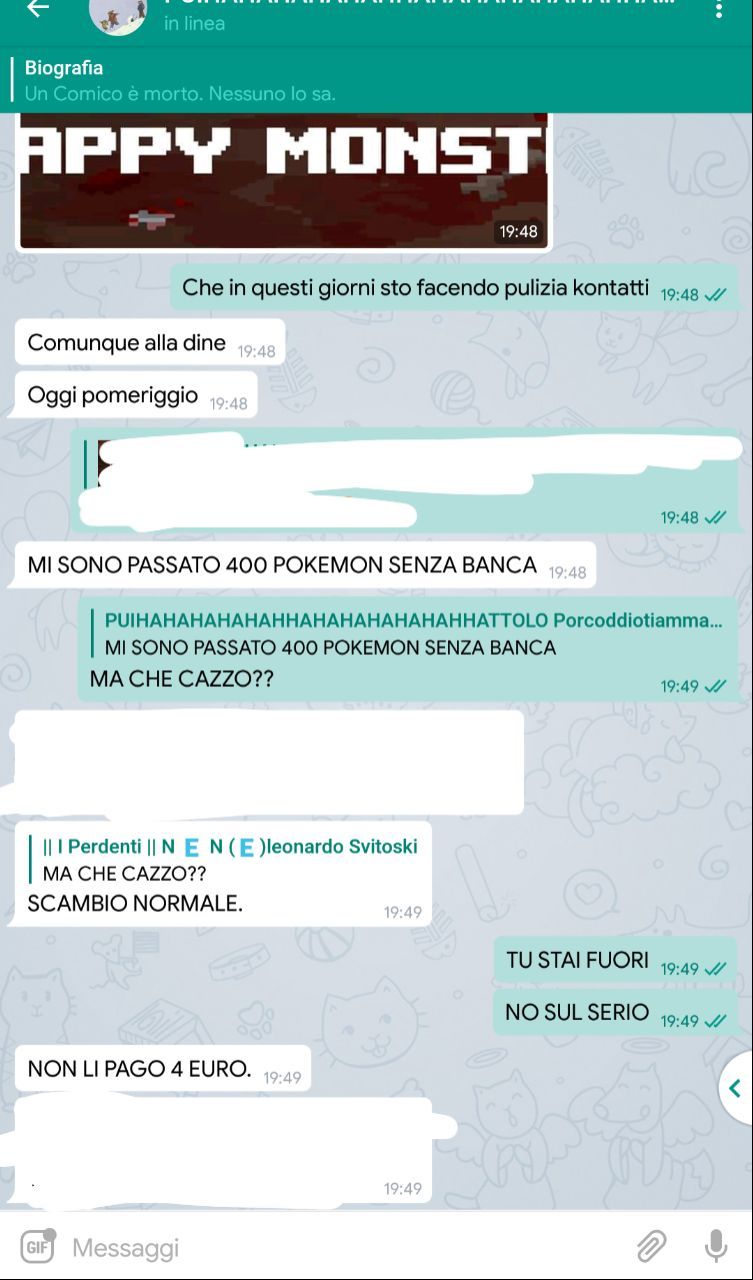 in linea
Biografia
Un Comico è morto. Nessuno lo sa.
APPY MONST
19:48
Che in questi giorni sto facendo pulizia kontatti 19:48
Comunque alla dine 19:48
Oggi pomeriggio 19:48
19:48
MI SONO PASSATO 400 POKEMON SENZA BANCA 19:48
PUIHAHAHAHAHAHHAHAHAHAHAHAHHATTOLO Porcoddiotiamma...
MI SONO PASSATO 400 POKEMON SENZA BANCA
MA CHE CAZZO??
19:49
|| I Perdenti || N E N ( E )leonardo Svitoski
MA CHE CAZZO??
SCAMBIO NORMALE.
19:49
TU STAI FUORI 19:49
NO SUL SERIO 19:49
NON LI PAGO 4 EURO. 19:49
19:49
GIF Messaggi